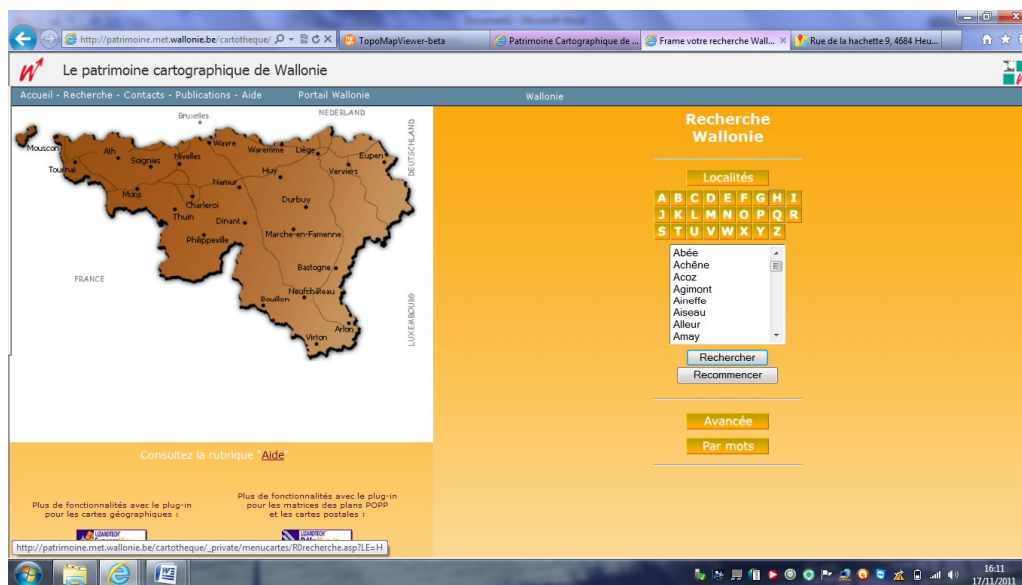 http://patrimoine.met.wallonie.be/cartotheque/
TopoMapViewer-beta
Patrimoine Cartographique de ...
Frame votre recherche Wall...
Rue de la hachette 9, 4684 Heu...
Le patrimoine cartographique de Wallonie
Accueil - Recherche - Contacts - Publications - Aide
Portail Wallonie
Wallonie
Bruxelles
NEDERLAND
DEUTSCHLAND
Mouscron
Tournai
Ath
Soignies
Nivelles
Wavre
Waremme
Liège
Eupen
Verviers
Huy
Namur
Mons
Charleroi
Thuin
Dinant
Durbuy
Philippeville
Marche-en-Famenne
Bastogne
FRANCE
Neufchâteau
Bouillon
LUXEMBOURG
Arlon
Virton
Recherche
Wallonie
Localités
A B C D E F G H I
J K L M N O P Q R
S T U V W X Y Z
Abée
Achêne
Acoz
Agimont
Aineffe
Aiseau
Alleur
Amay
Rechercher
Recommencer
Avancée
Par mots
Consultez la rubrique "Aide"
Plus de fonctionnalités avec le plug-in
pour les cartes géographiques :
Plus de fonctionnalités avec le plug-in
pour les matrices des plans POPP
et les cartes postales :
LIZARDTECH
LIZARDTECH
http://patrimoine.met.wallonie.be/cartotheque/_private/menucartes/R0recherche.asp?LE=H
16:11
17/11/2011